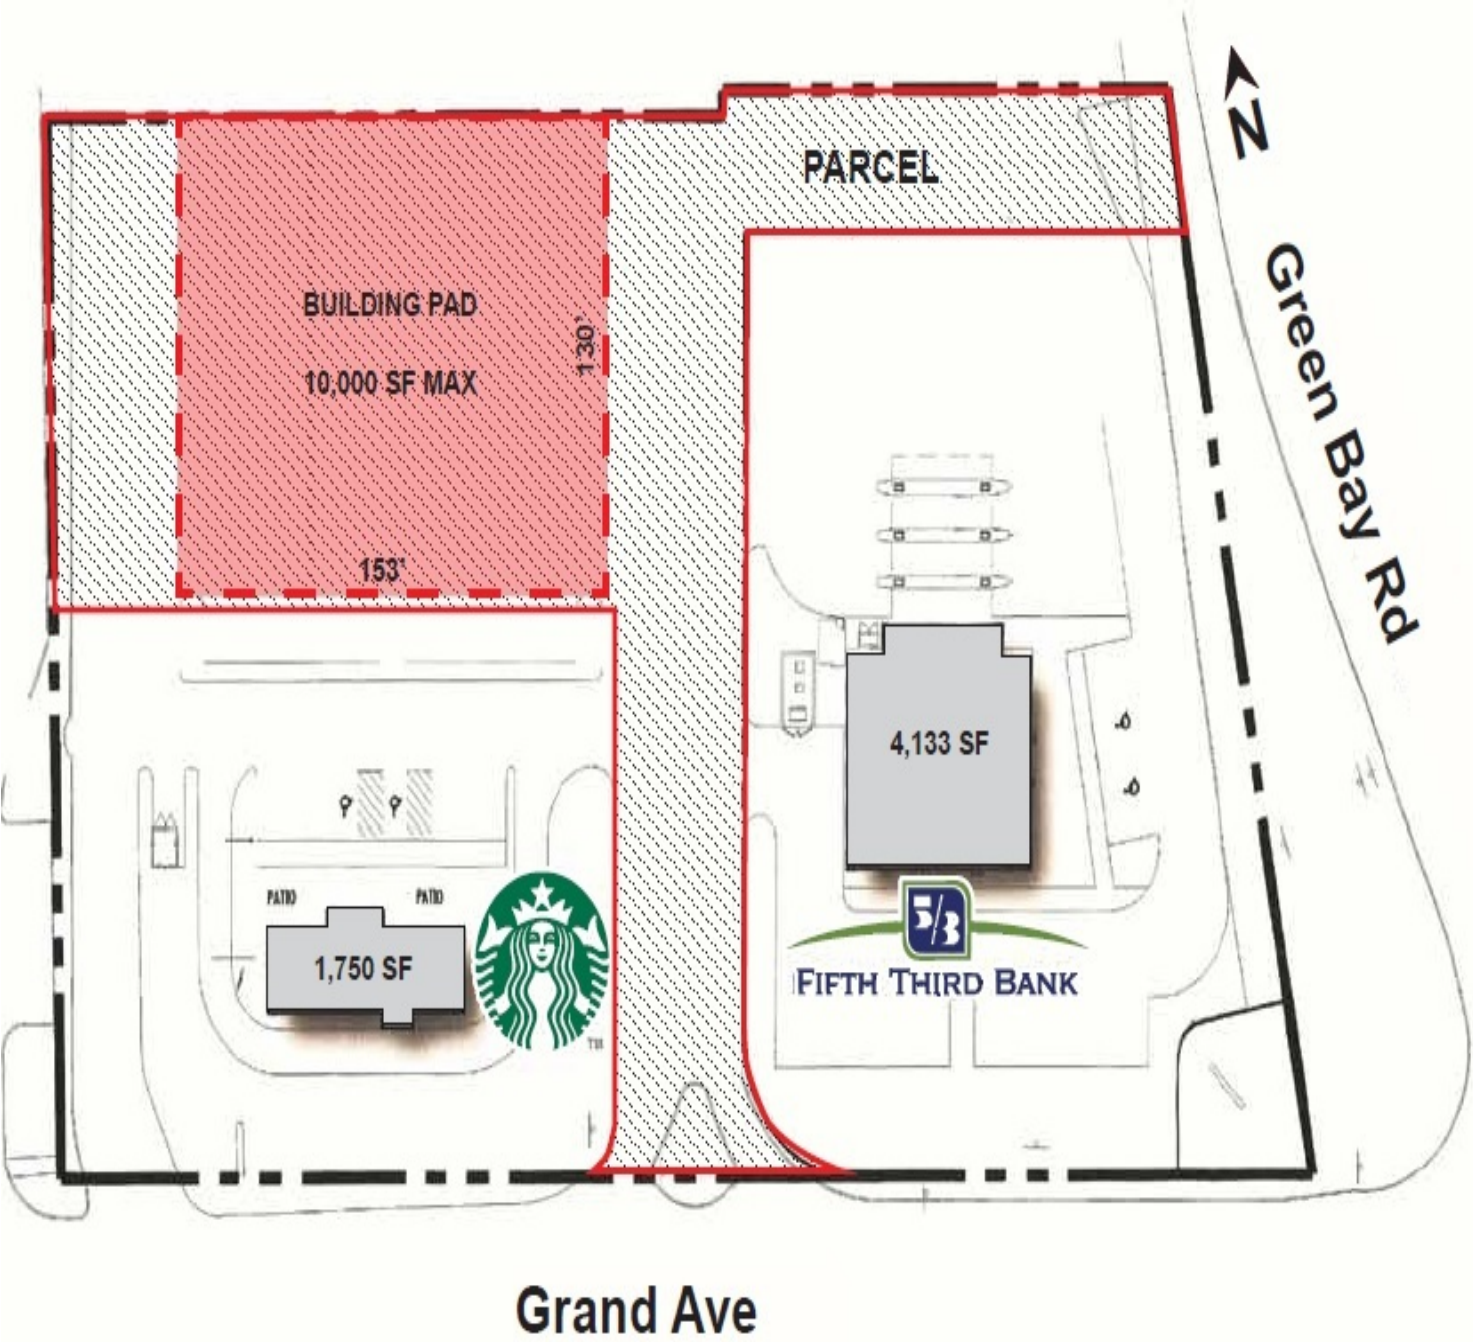 N
PARCEL
Green Bay Rd
BUILDING PAD
130'
10,000 SF MAX
153'
4,133 SF
PATIO
PATIO
1,750 SF
5/3
FIFTH THIRD BANK
TM
Grand Ave